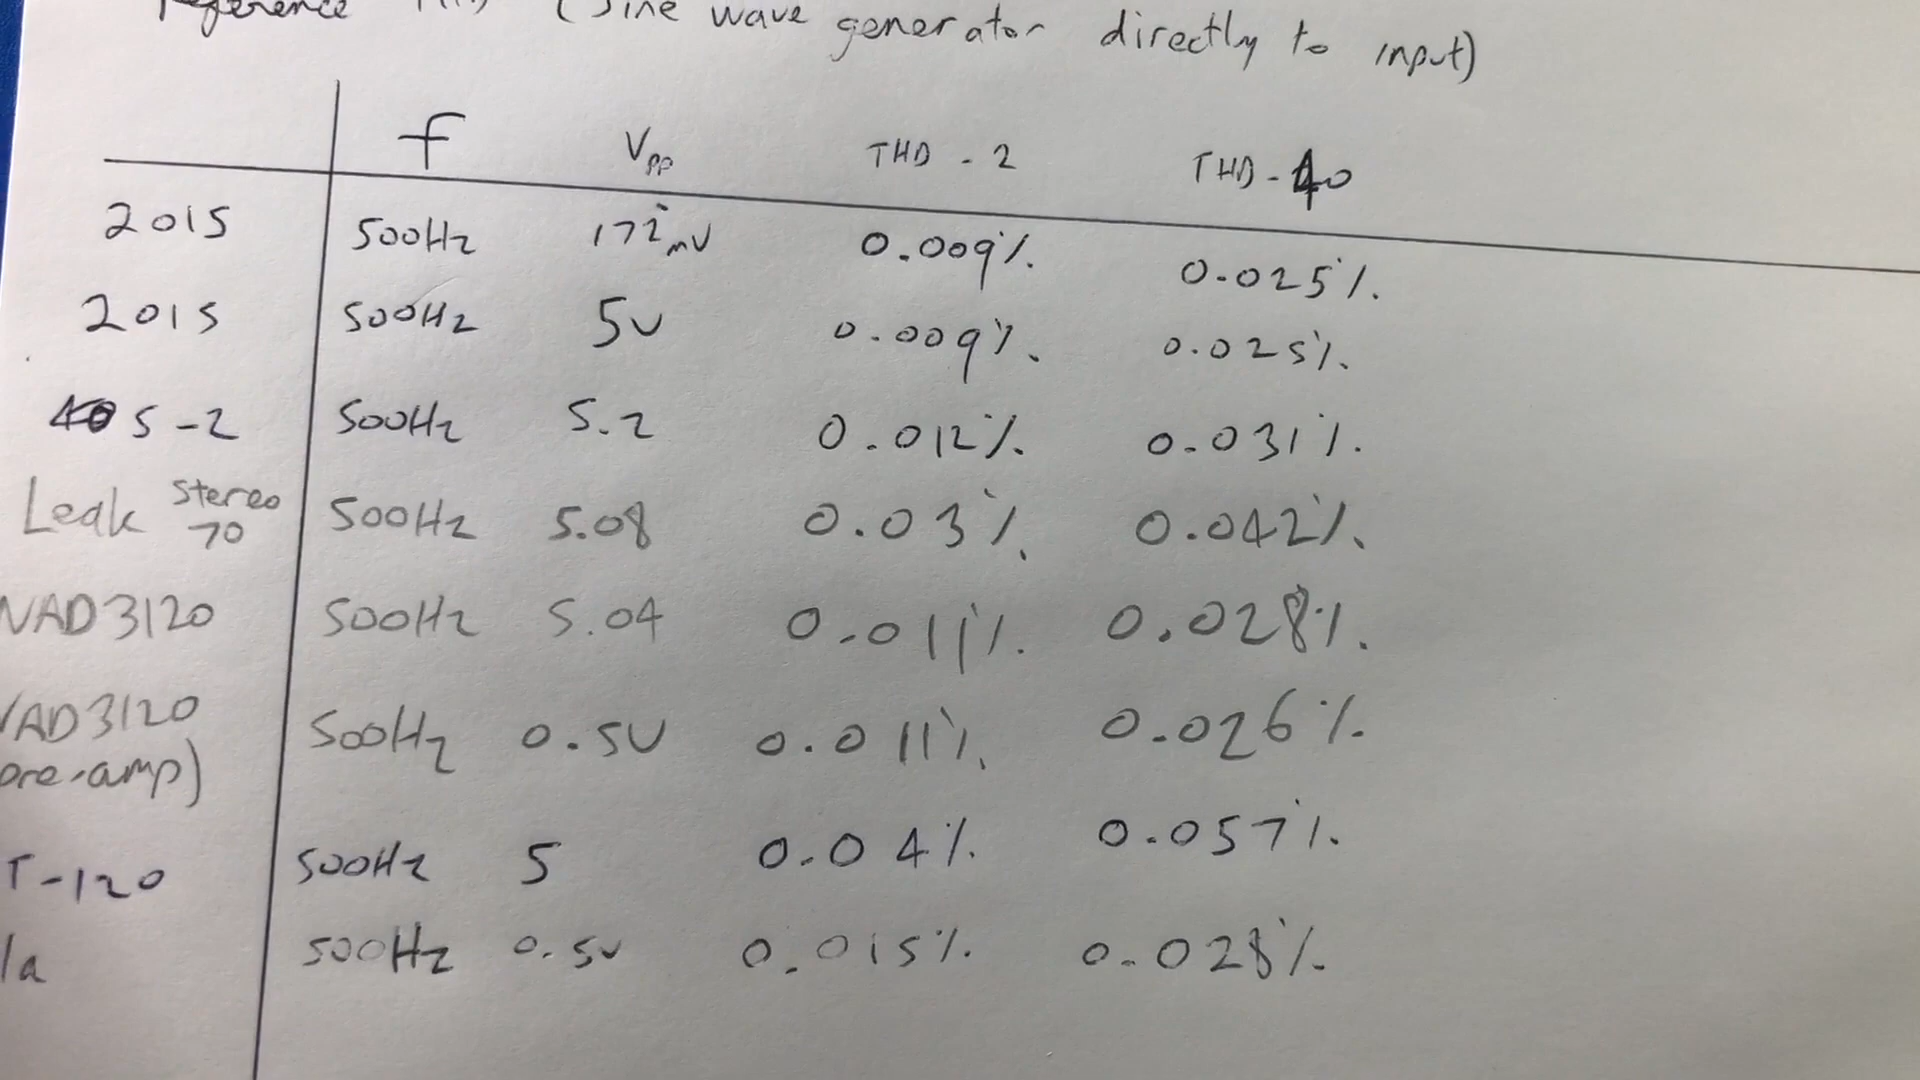 (Sine wave generator directly to input)
f Vpp THD - 2 THD - 40
2015 500Hz 172mV 0.009% 0.025%
2015 500Hz 5V 0.009% 0.025%
405-2 500Hz 5.2 0.012% 0.031%
Leak Stereo 70 500Hz 5.08 0.03% 0.042%
NAD3120 500Hz 5.04 0.011% 0.028%
NAD3120 500Hz 0.5V 0.011% 0.026%
pre-amp)
T-120 500Hz 5 0.04% 0.057%
1a 500Hz 0.5V 0.015% 0.028%